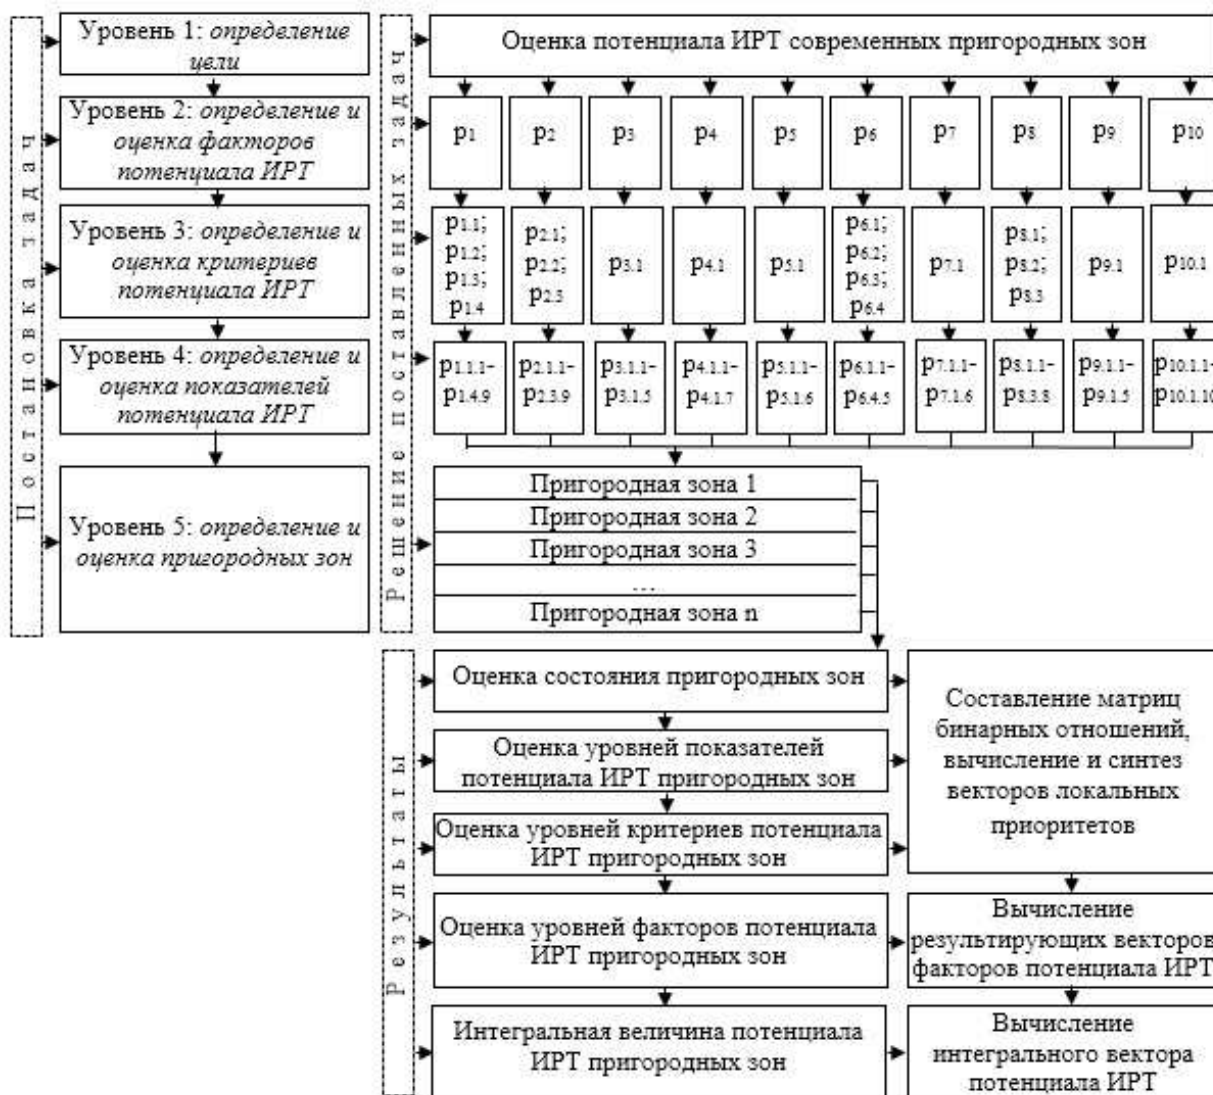 Постановка задач
Уровень 1: определение
цели
Уровень 2: определение и
оценка факторов
потенциала ИРТ
Уровень 3: определение и
оценка критериев
потенциала ИРТ
Уровень 4: определение и
оценка показателей
потенциала ИРТ
Уровень 5: определение и
оценка пригородных зон
Решение поставленных задач
Оценка потенциала ИРТ современных пригородных зон
p1 p2 p3 p4 p5 p6 p7 p8 p9 p10
p1.1;
p1.2;
p1.3;
p1.4
p2.1;
p2.2;
p2.3
p3.1
p4.1
p5.1
p6.1;
p6.2;
p6.3;
p6.4
p7.1
p8.1;
p8.2;
p8.3
p9.1
p10.1
p1.1.1-
p1.4.9
p2.1.1-
p2.3.9
p3.1.1-
p3.1.5
p4.1.1-
p4.1.7
p5.1.1-
p5.1.6
p6.1.1-
p6.4.5
p7.1.1-
p7.1.6
p8.1.1-
p8.3.8
p9.1.1-
p9.1.5
p10.1.1-
p10.1.10
Пригородная зона 1
Пригородная зона 2
Пригородная зона 3
…
Пригородная зона n
Результаты
Оценка состояния пригородных зон
Оценка уровней показателей
потенциала ИРТ пригородных зон
Оценка уровней критериев потенциала
ИРТ пригородных зон
Оценка уровней факторов потенциала
ИРТ пригородных зон
Интегральная величина потенциала
ИРТ пригородных зон
Составление матриц
бинарных отношений,
вычисление и синтез
векторов локальных
приоритетов
Вычисление
результирующих векторов
факторов потенциала ИРТ
Вычисление
интегрального вектора
потенциала ИРТ